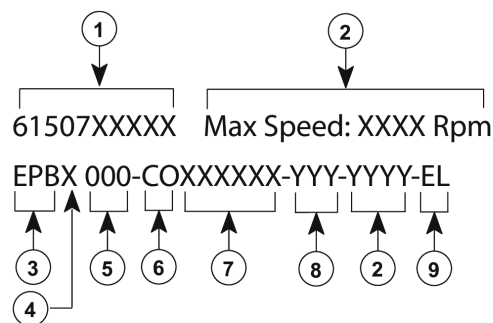 1 2
61507XXXXX Max Speed: XXXX Rpm
EPBX 000-COXXXXXX-YYY-YYYY-EL
3 5 6 7 8 2 9
4